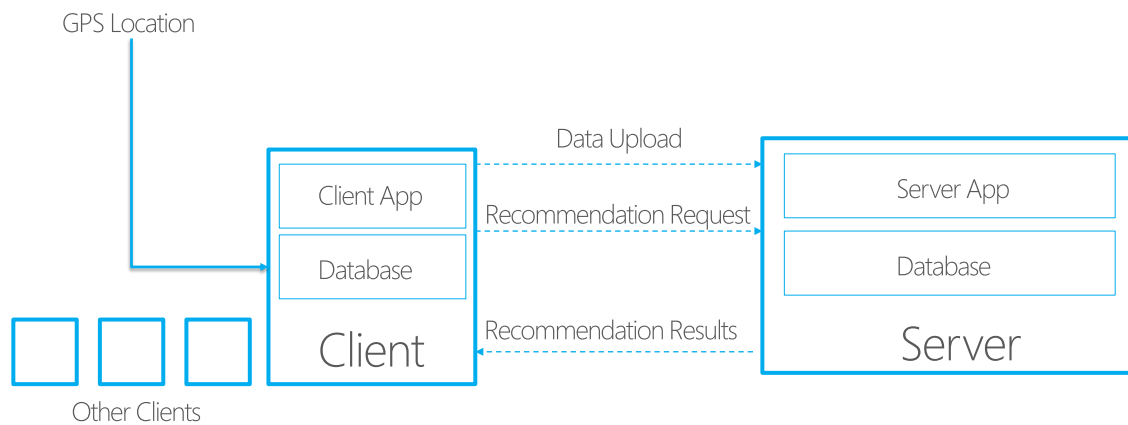 GPS Location
Data Upload
Client App
Server App
Recommendation Request
Database
Database
Recommendation Results
Client
Server
Other Clients